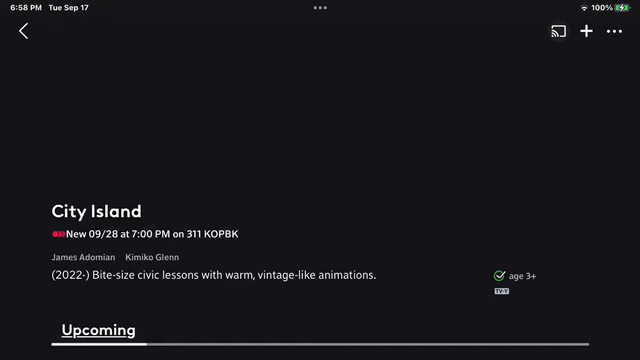 6:58 PM Tue Sep 17
100%
City Island
New 09/28 at 7:00 PM on 311 KOPBK
James Adomian Kimiko Glenn
(2022-) Bite-size civic lessons with warm, vintage-like animations.
age 3+
TV-Y
Upcoming